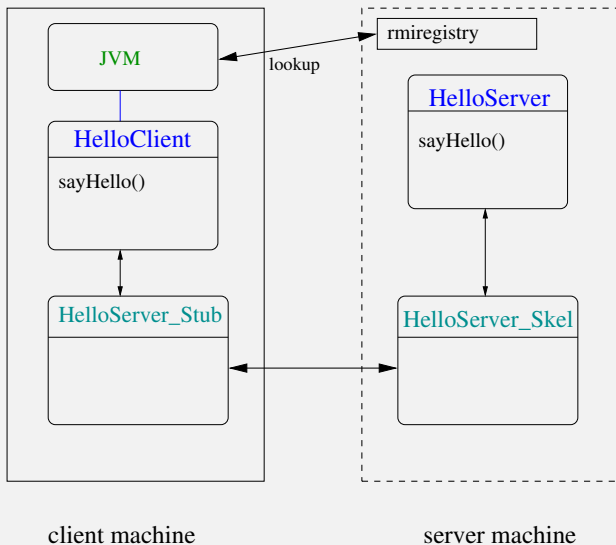 JVM
rmiregistry
lookup
HelloClient
sayHello()
HelloServer
sayHello()
HelloServer_Stub
HelloServer_Skel
client machine
server machine